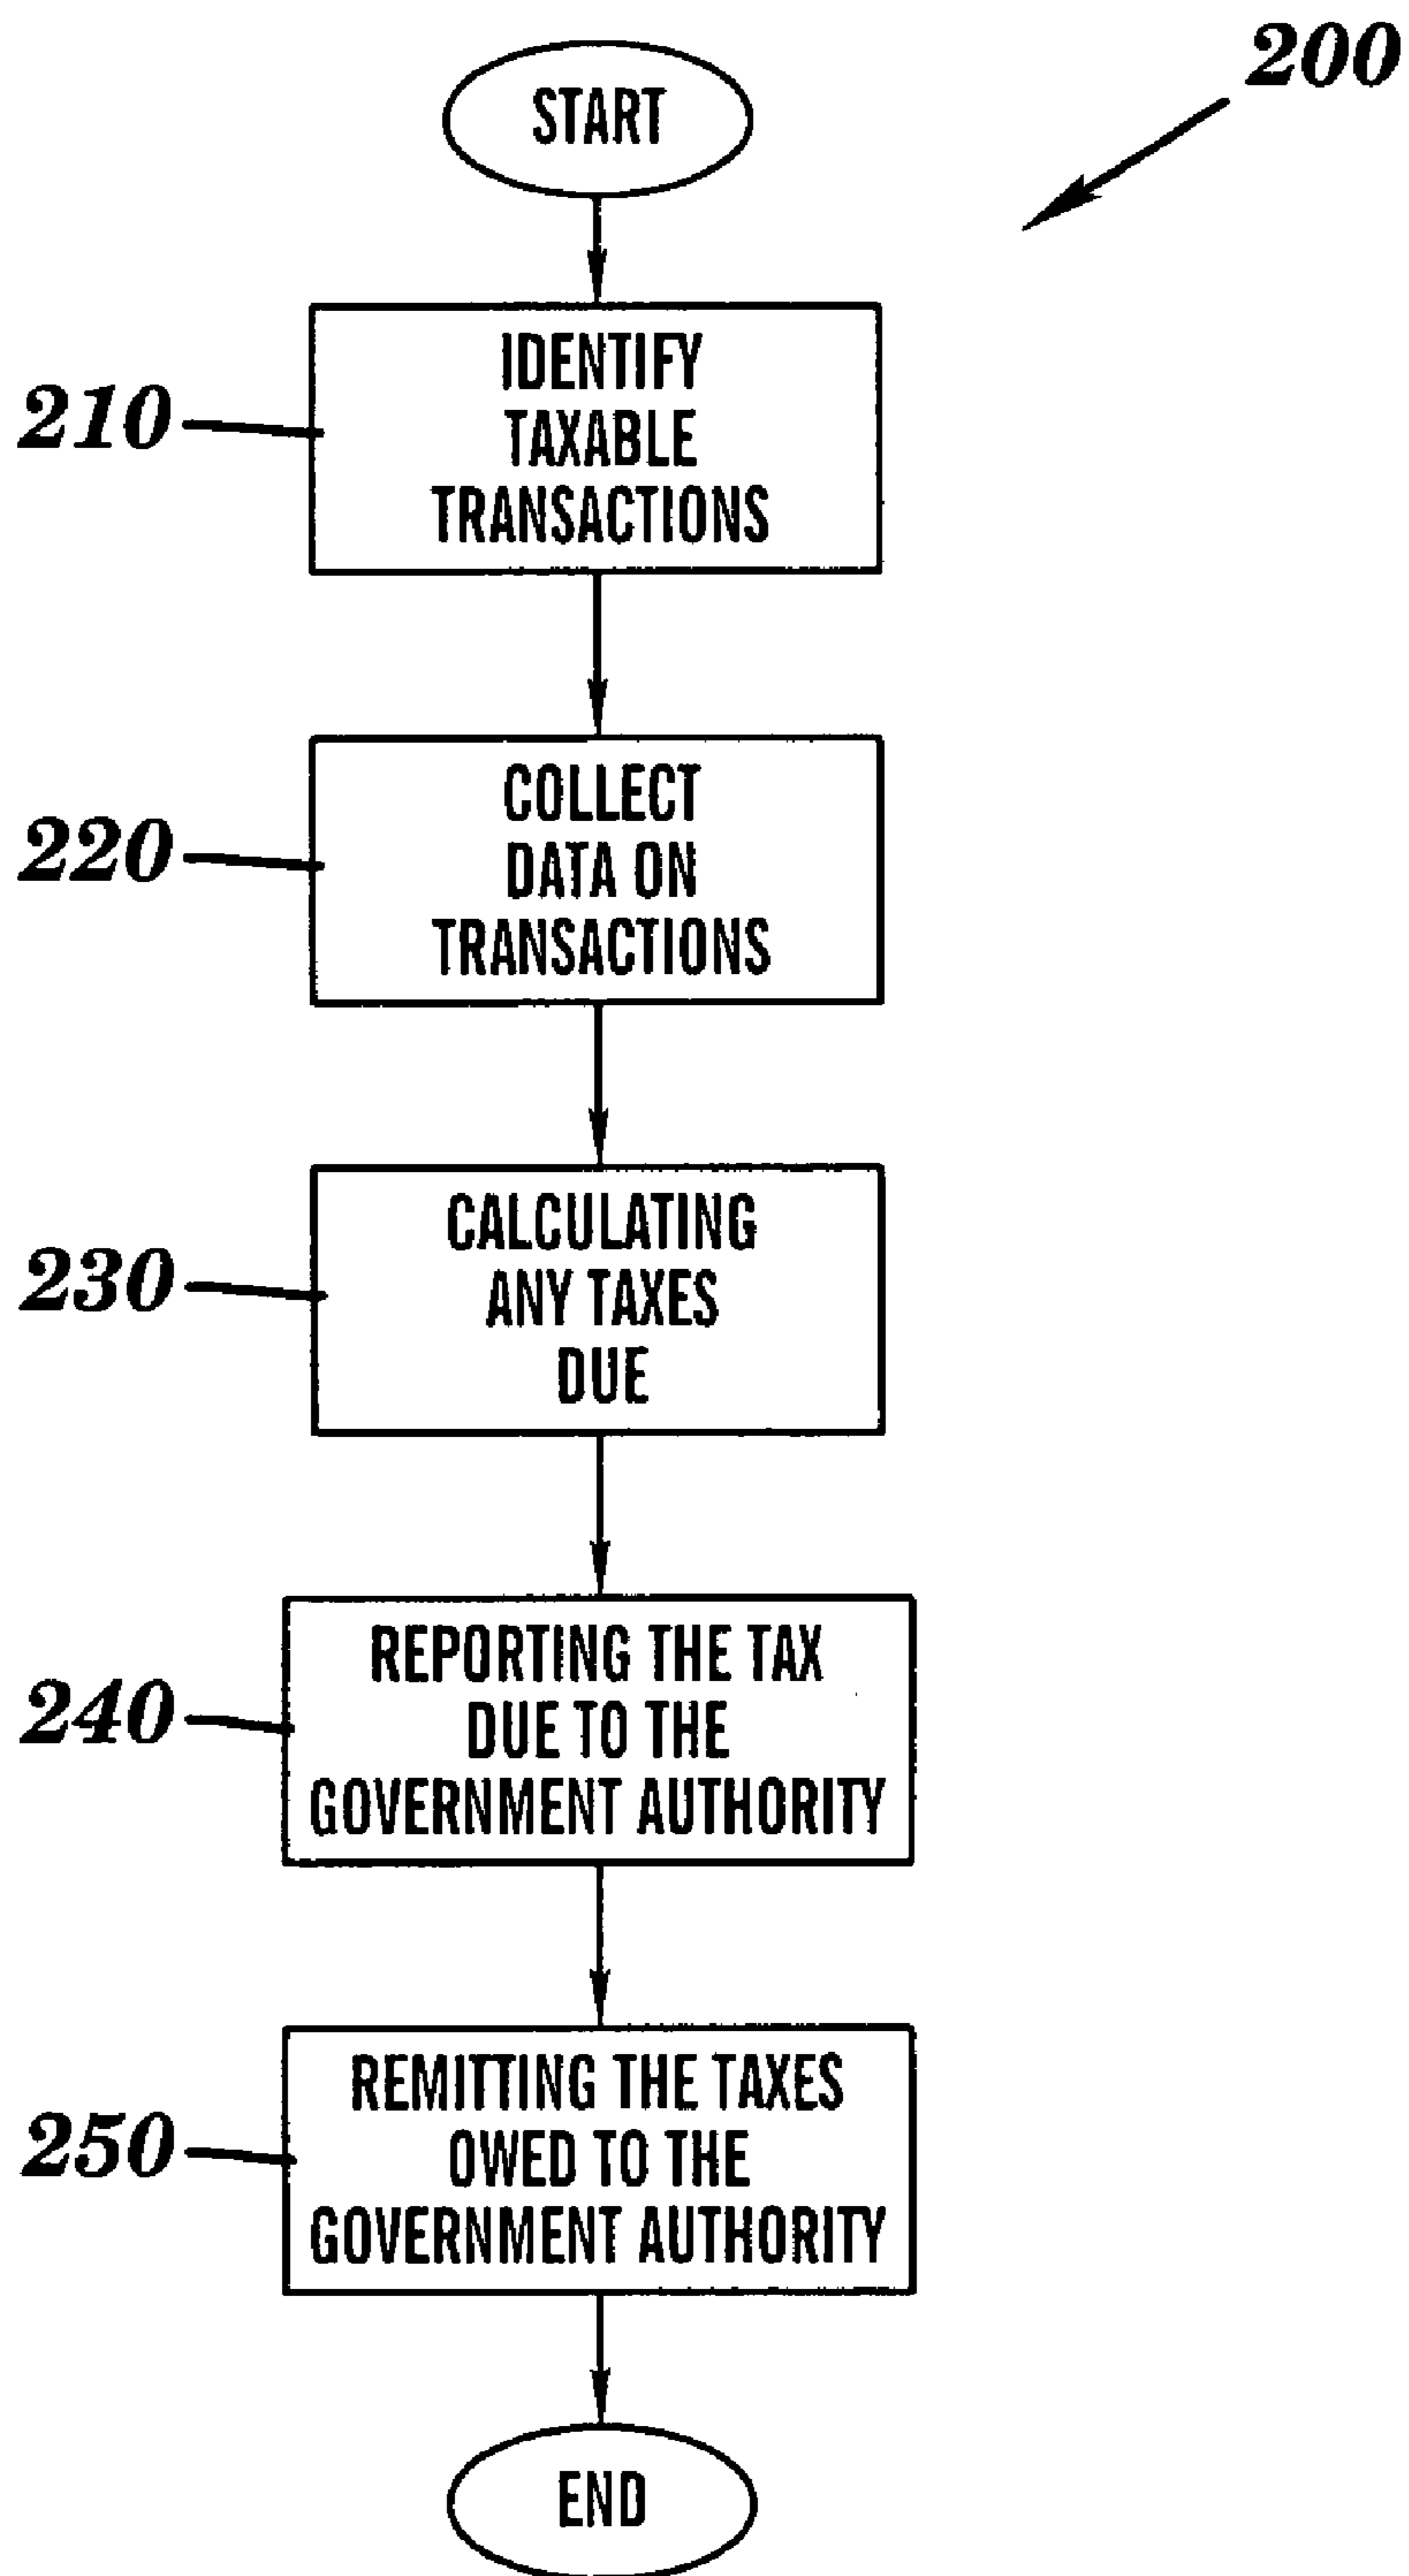 200
START
210
IDENTIFY
TAXABLE
TRANSACTIONS
220
COLLECT
DATA ON
TRANSACTIONS
230
CALCULATING
ANY TAXES
DUE
240
REPORTING THE TAX
DUE TO THE
GOVERNMENT AUTHORITY
250
REMITTING THE TAXES
OWED TO THE
GOVERNMENT AUTHORITY
END